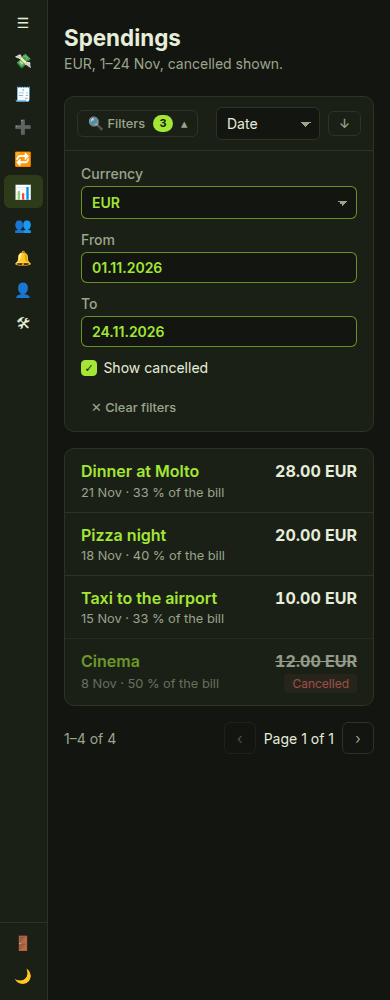 Spendings
EUR, 1–24 Nov, cancelled shown.
Filters 3 ▴ Date ↓
Currency
EUR
From
01.11.2026
To
24.11.2026
✓ Show cancelled
✕ Clear filters
Dinner at Molto 28.00 EUR
21 Nov · 33 % of the bill
Pizza night 20.00 EUR
18 Nov · 40 % of the bill
Taxi to the airport 10.00 EUR
15 Nov · 33 % of the bill
Cinema 12.00 EUR
8 Nov · 50 % of the bill Cancelled
1–4 of 4 ‹ Page 1 of 1 ›